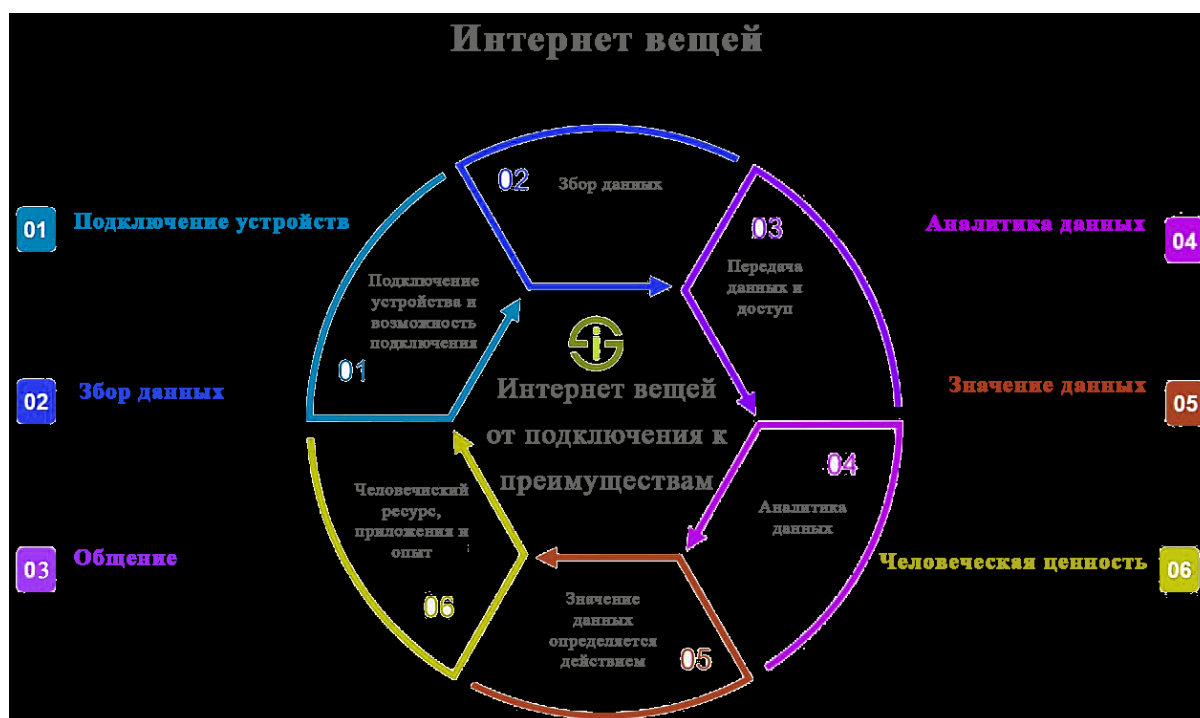 Интернет вещей
01
Подключение устройств
02
Збор данных
03
Общение
Аналитика данных
04
Значение данных
05
Человеческая ценность
06
02
Збор данных
03
Передача
данных и
доступ
Подключение
устройства и
возможность
подключения
01
Интернет вещей
от подключения к
преимуществам
04
Аналитика
данных
Человечиский
ресурс,
приложения и
опыт
06
Значение
данных
определяется
действием
05